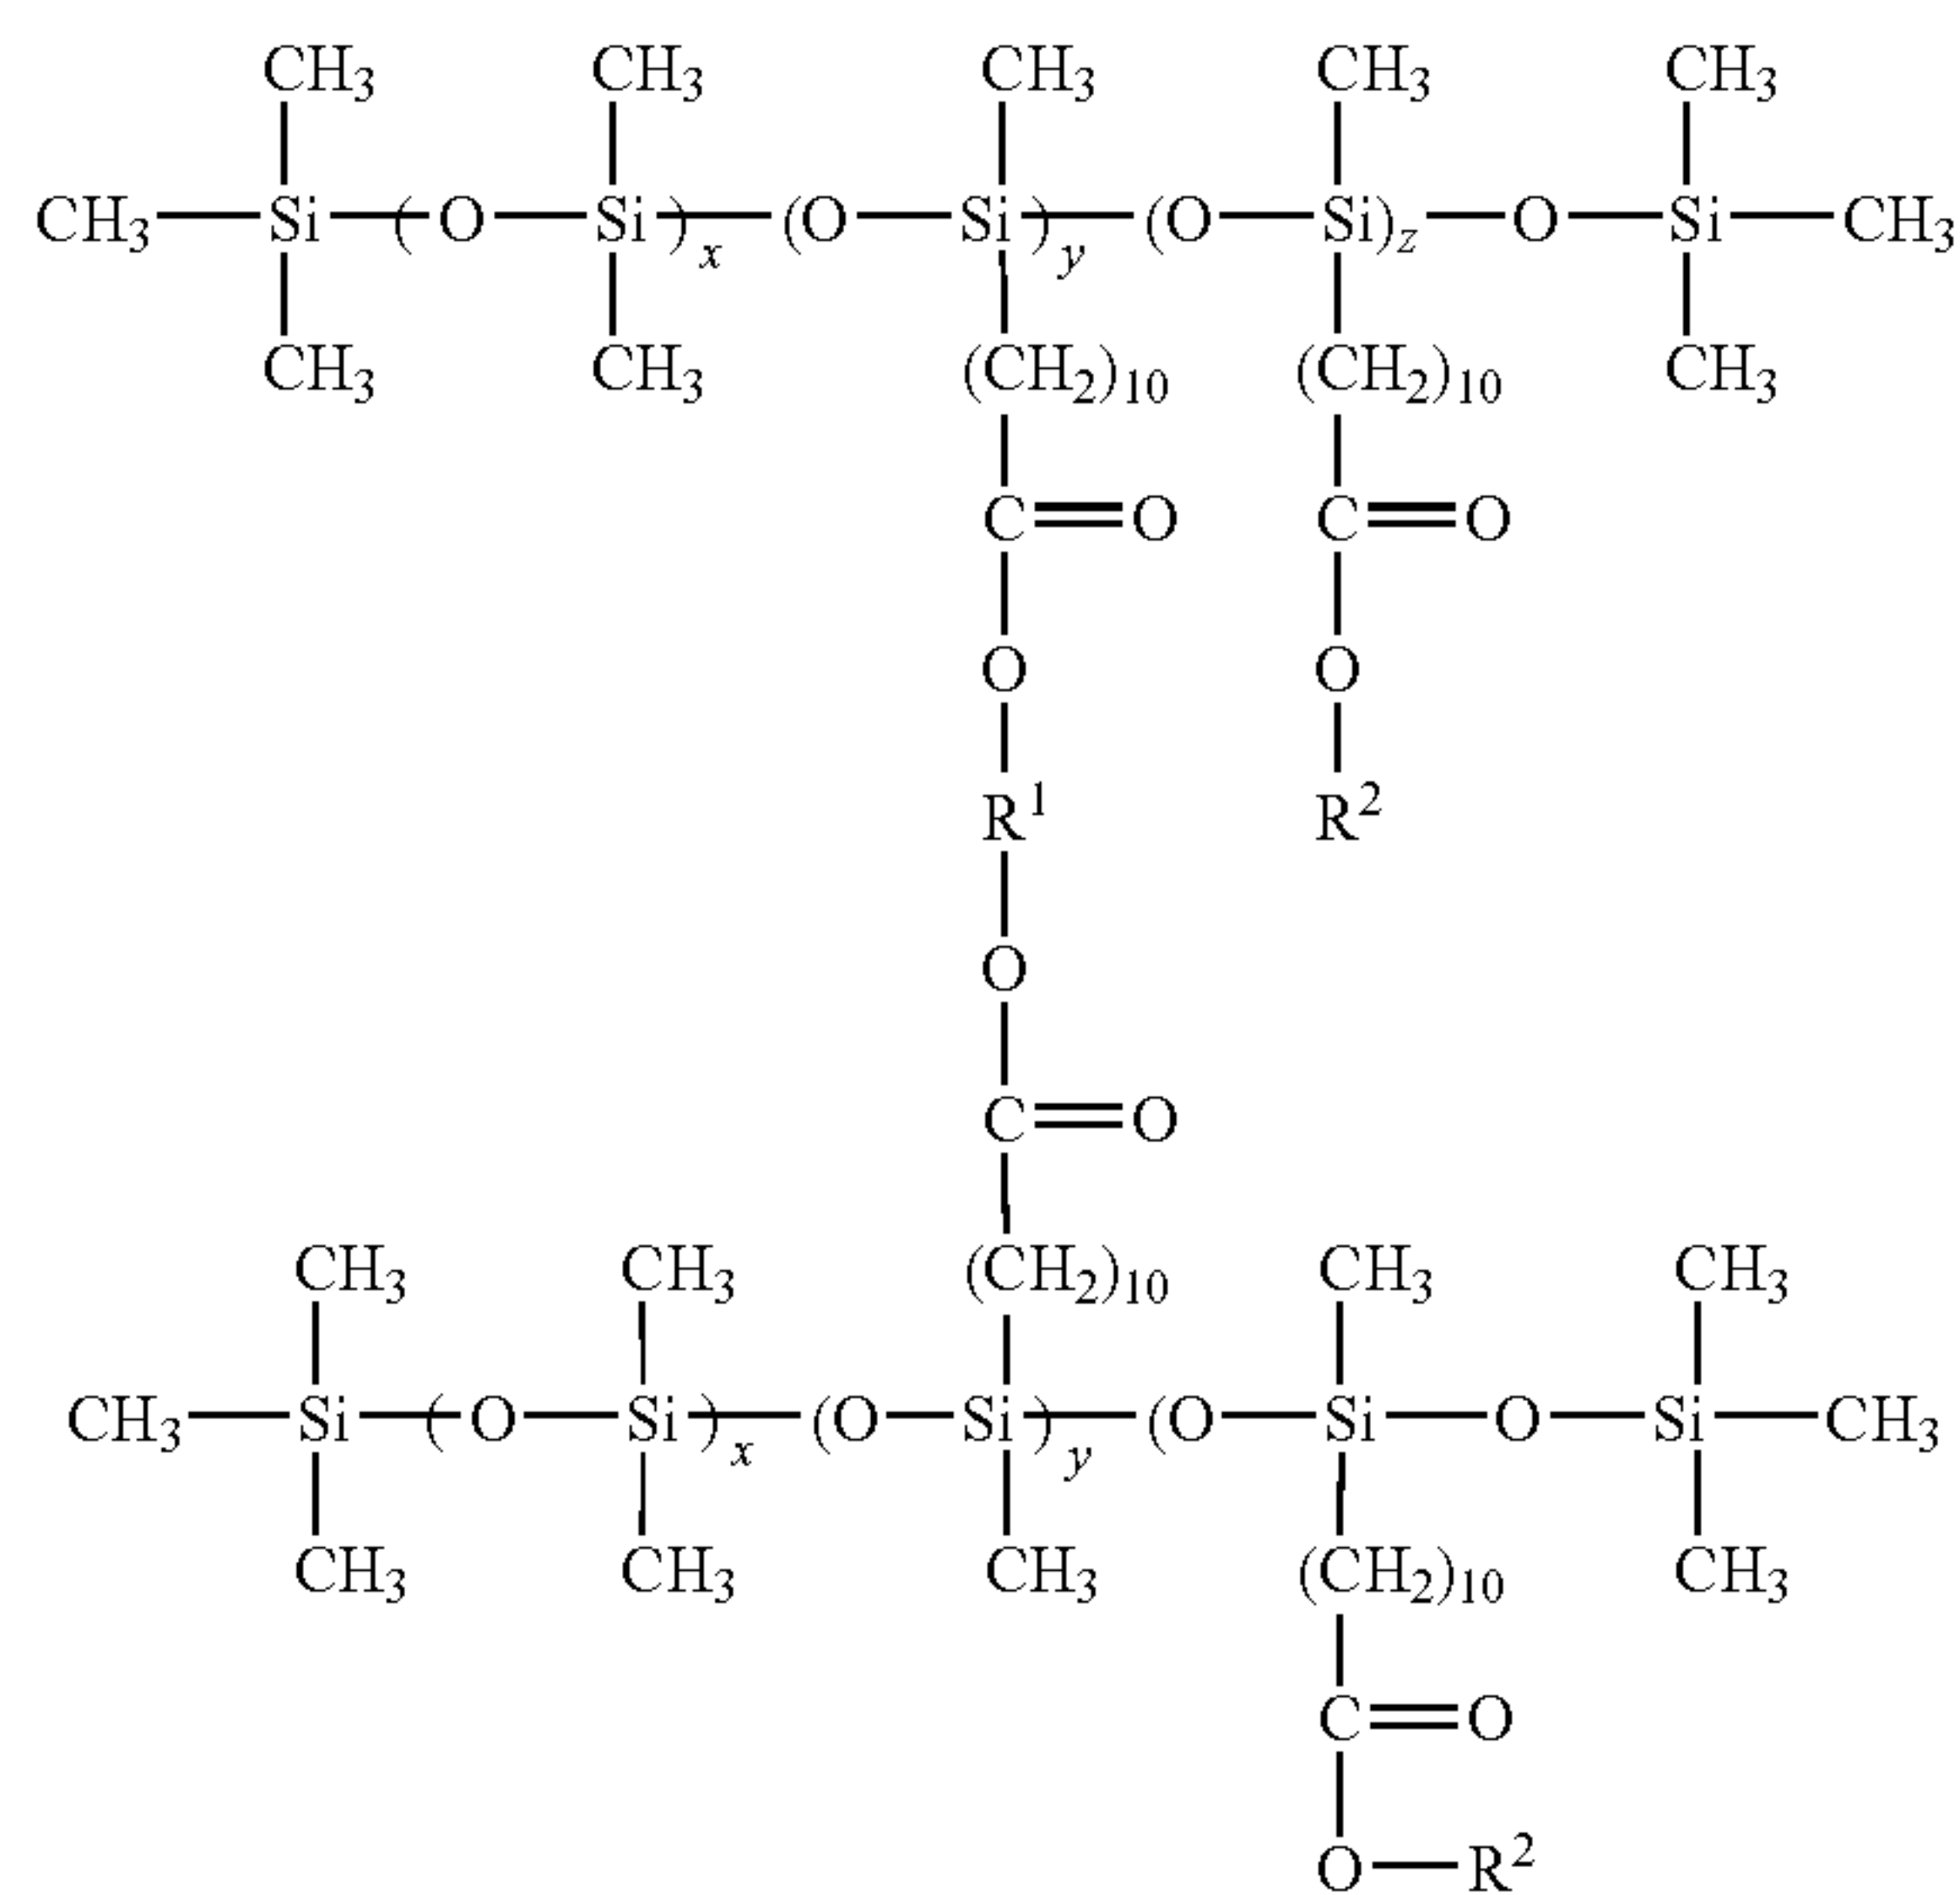 CH3 CH3 CH3 CH3 CH3
CH3 Si (O Si)x (O Si)y (O Si)z O Si CH3
CH3 CH3 (CH2)10 (CH2)10 CH3
C O C O
O O
R1 R2
O
C O
CH3 CH3 (CH2)10 CH3 CH3
CH3 Si (O Si)x (O Si)y (O Si O Si CH3
CH3 CH3 CH3 (CH2)10 CH3
C O
O R2